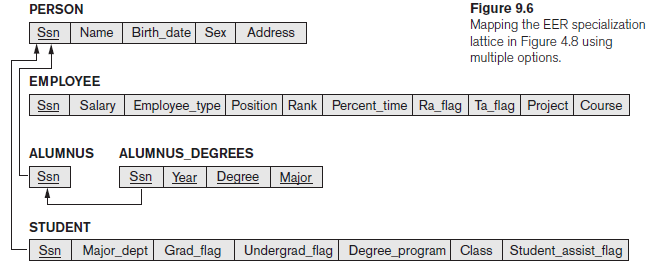 PERSON
Ssn Name Birth_date Sex Address
Figure 9.6
Mapping the EER specialization
lattice in Figure 4.8 using
multiple options.
EMPLOYEE
Ssn Salary Employee_type Position Rank Percent_time Ra_flag Ta_flag Project Course
ALUMNUS ALUMNUS_DEGREES
Ssn Ssn Year Degree Major
STUDENT
Ssn Major_dept Grad_flag Undergrad_flag Degree_program Class Student_assist_flag